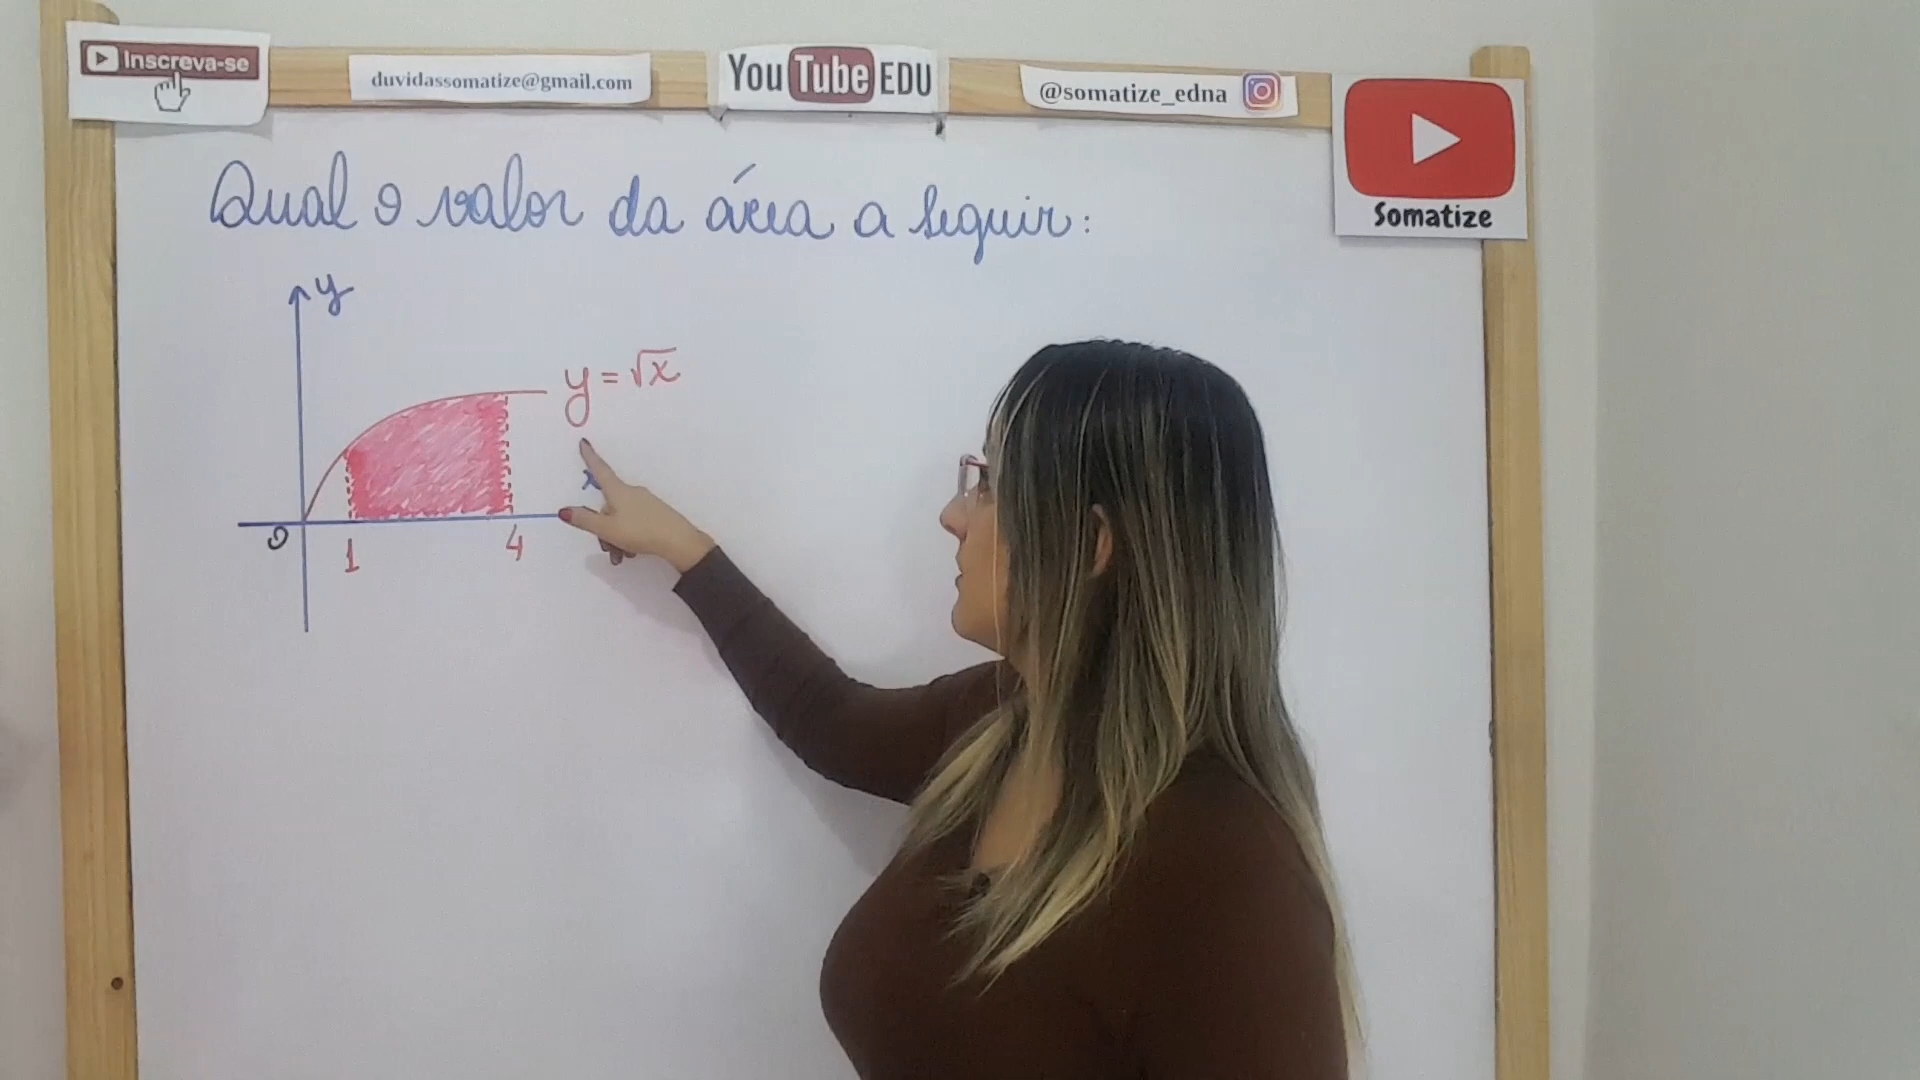 Inscreva-se
duvidassomatize@gmail.com
YouTube EDU
@somatize_edna
Somatize
Qual o valor da área a seguir:
y
y = √x
x
0
1
4